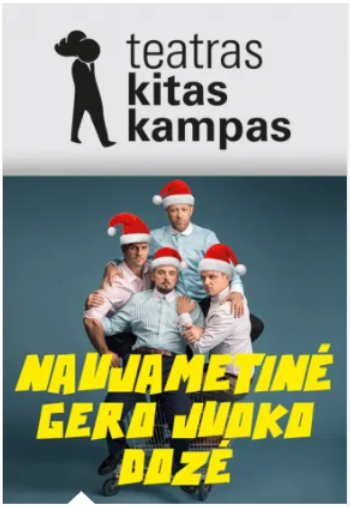 teatras
kitas
kampas
NAUJAMETINĖ
GERO JUOKO
DOZĖ